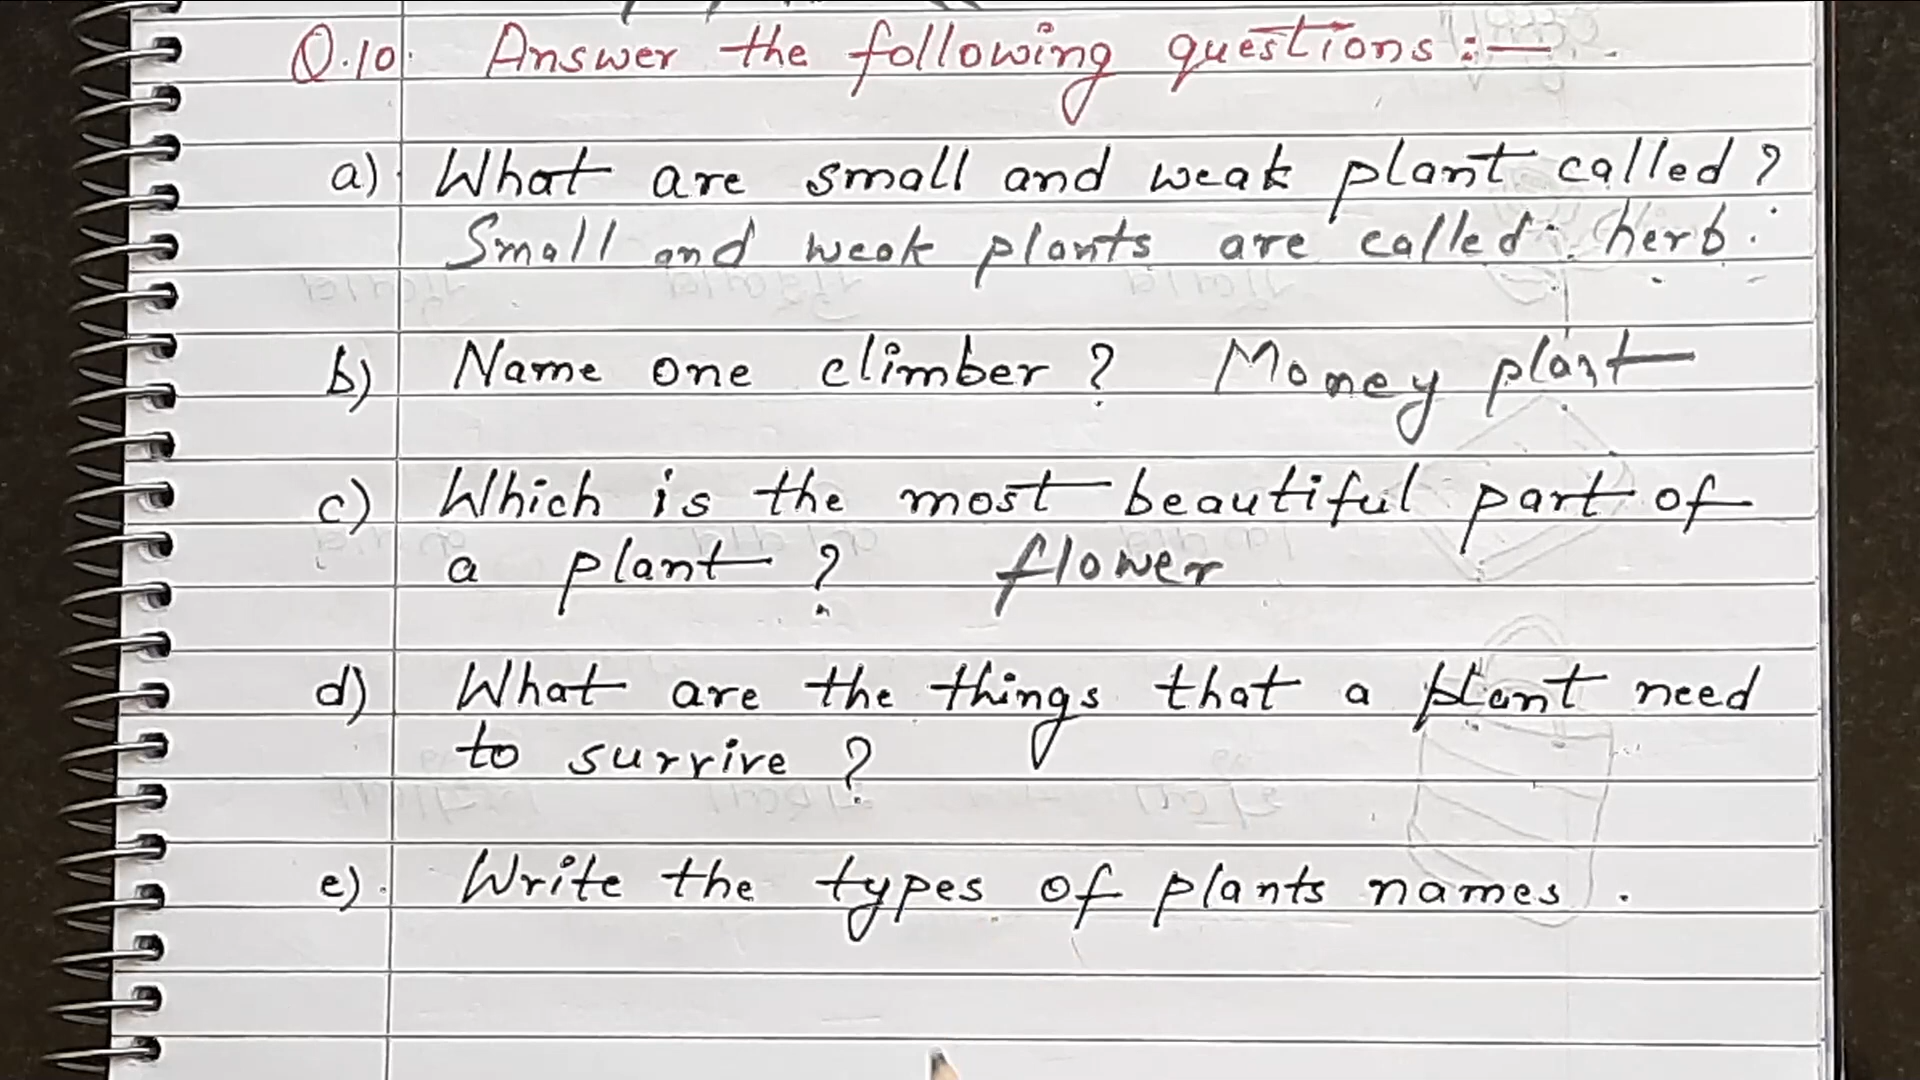 Q.10. Answer the following questions :—
a) What are small and weak plant called ?
Small and weak plants are called herb.
b) Name one climber ? Money plant
c) Which is the most beautiful part of
a plant ? flower
d) What are the things that a plant need
to survive ?
e) Write the types of plants names .